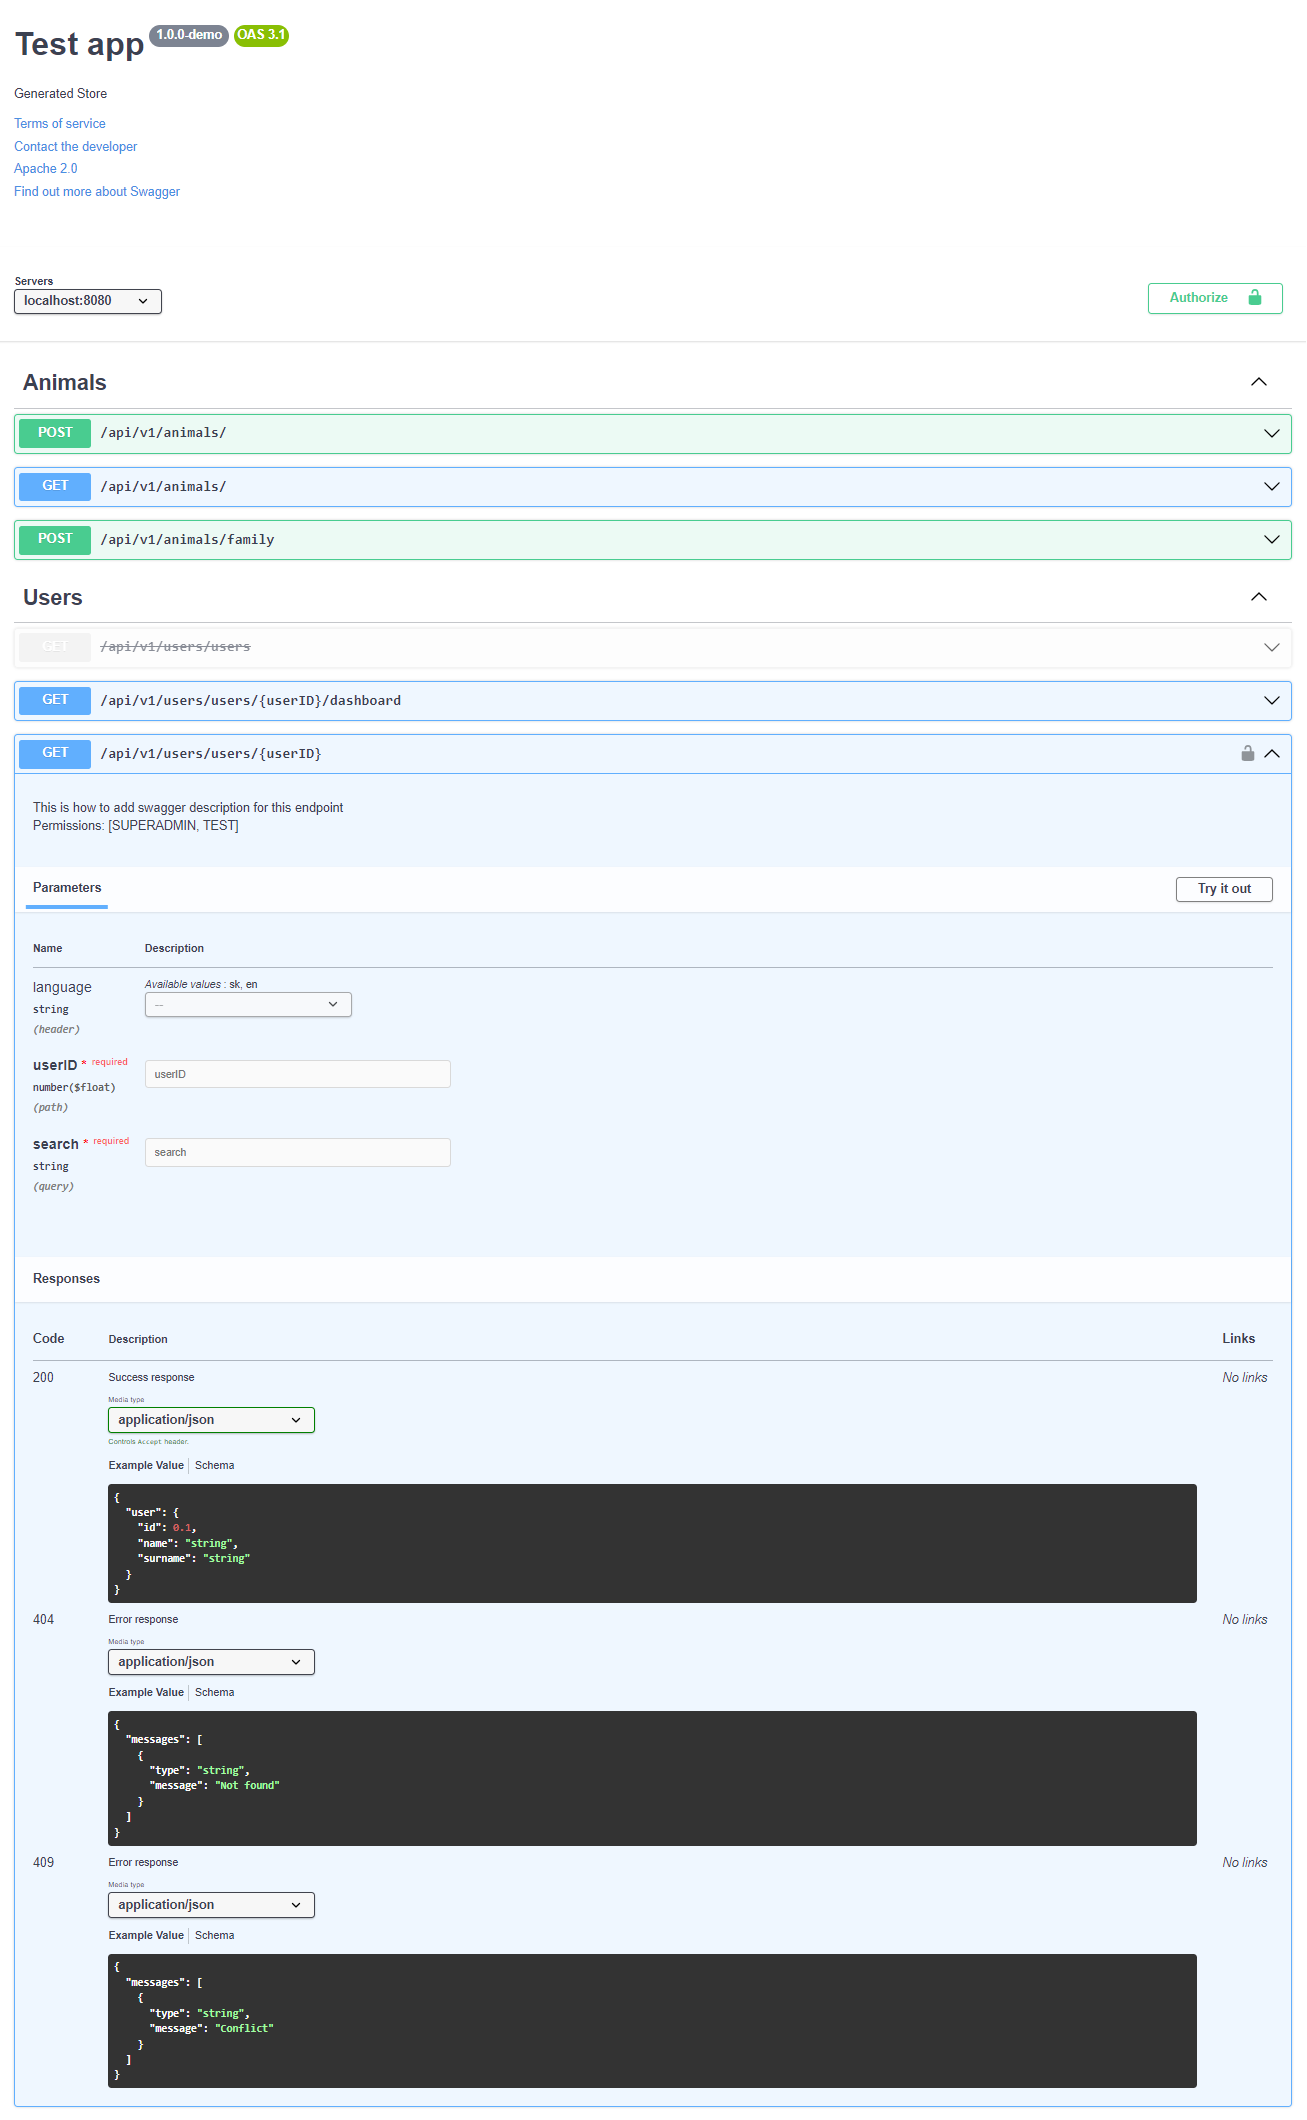 Test app 1.0.0-demo OAS 3.1
Generated Store
Terms of service
Contact the developer
Apache 2.0
Find out more about Swagger
Servers
localhost:8080
Authorize
Animals
POST /api/v1/animals/
GET /api/v1/animals/
POST /api/v1/animals/family
Users
GET /api/v1/users/users
GET /api/v1/users/users/{userID}/dashboard
GET /api/v1/users/users/{userID}
This is how to add swagger description for this endpoint
Permissions: [SUPERADMIN, TEST]
Parameters Try it out
Name Description
language Available values : sk, en
string --
(header)
userID * required
number($float) userID
(path)
search * required
string search
(query)
Responses
Code Description Links
200 Success response No links
Media type
application/json
Controls Accept header.
Example Value Schema
{
"user": {
"id": 0.1,
"name": "string",
"surname": "string"
}
}
404 Error response No links
Media type
application/json
Example Value Schema
{
"messages": [
{
"type": "string",
"message": "Not found"
}
]
}
409 Error response No links
Media type
application/json
Example Value Schema
{
"messages": [
{
"type": "string",
"message": "Conflict"
}
]
}